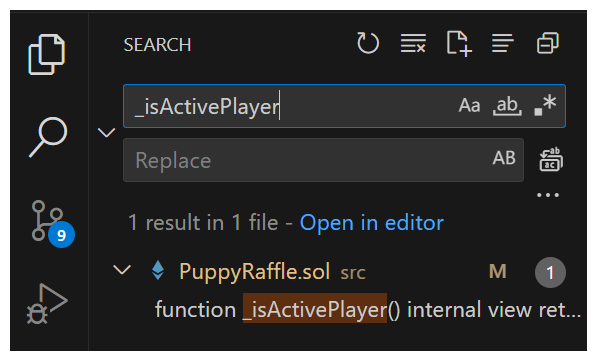 SEARCH
_isActivePlayer Aa ab .*
Replace AB
1 result in 1 file - Open in editor
9
PuppyRaffle.sol src M 1
function _isActivePlayer() internal view ret...